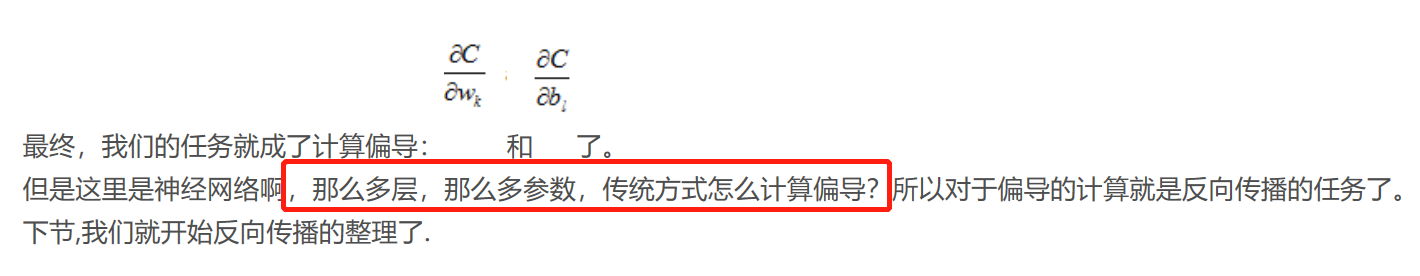 ∂C/∂wₖ , ∂C/∂bₗ
最终，我们的任务就成了计算偏导： 和 了。
但是这里是神经网络啊，那么多层，那么多参数，传统方式怎么计算偏导？所以对于偏导的计算就是反向传播的任务了。
下节,我们就开始反向传播的整理了.